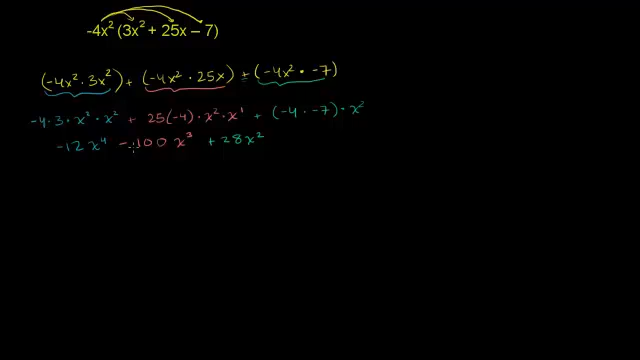 -4x²(3x² + 25x − 7)
(-4x² · 3x²) + (-4x² · 25x) + (-4x² · -7)
-4 · 3 · x² · x² + 25(-4) · x² · x¹ + (-4 · -7) · x²
-12x⁴ - 100x³ + 28x²